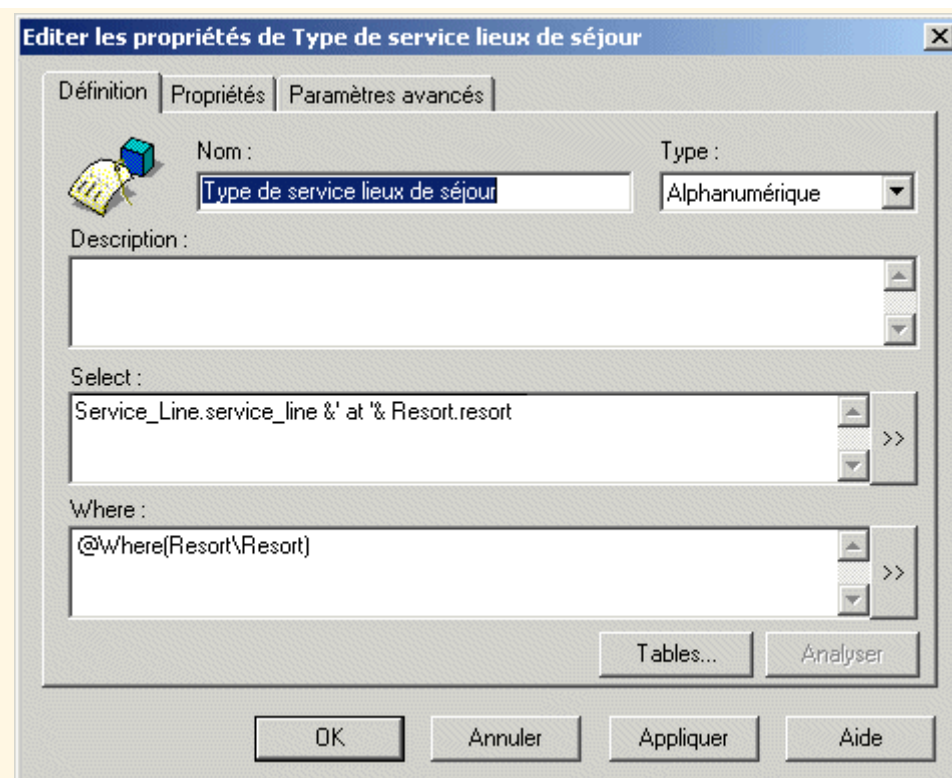 Editer les propriétés de Type de service lieux de séjour
Définition Propriétés Paramètres avancés
Nom : Type :
Type de service lieux de séjour Alphanumérique
Description :
Select :
Service_Line.service_line &' at '& Resort.resort
>>
Where :
@Where(Resort\Resort)
>>
Tables... Analyser
OK Annuler Appliquer Aide